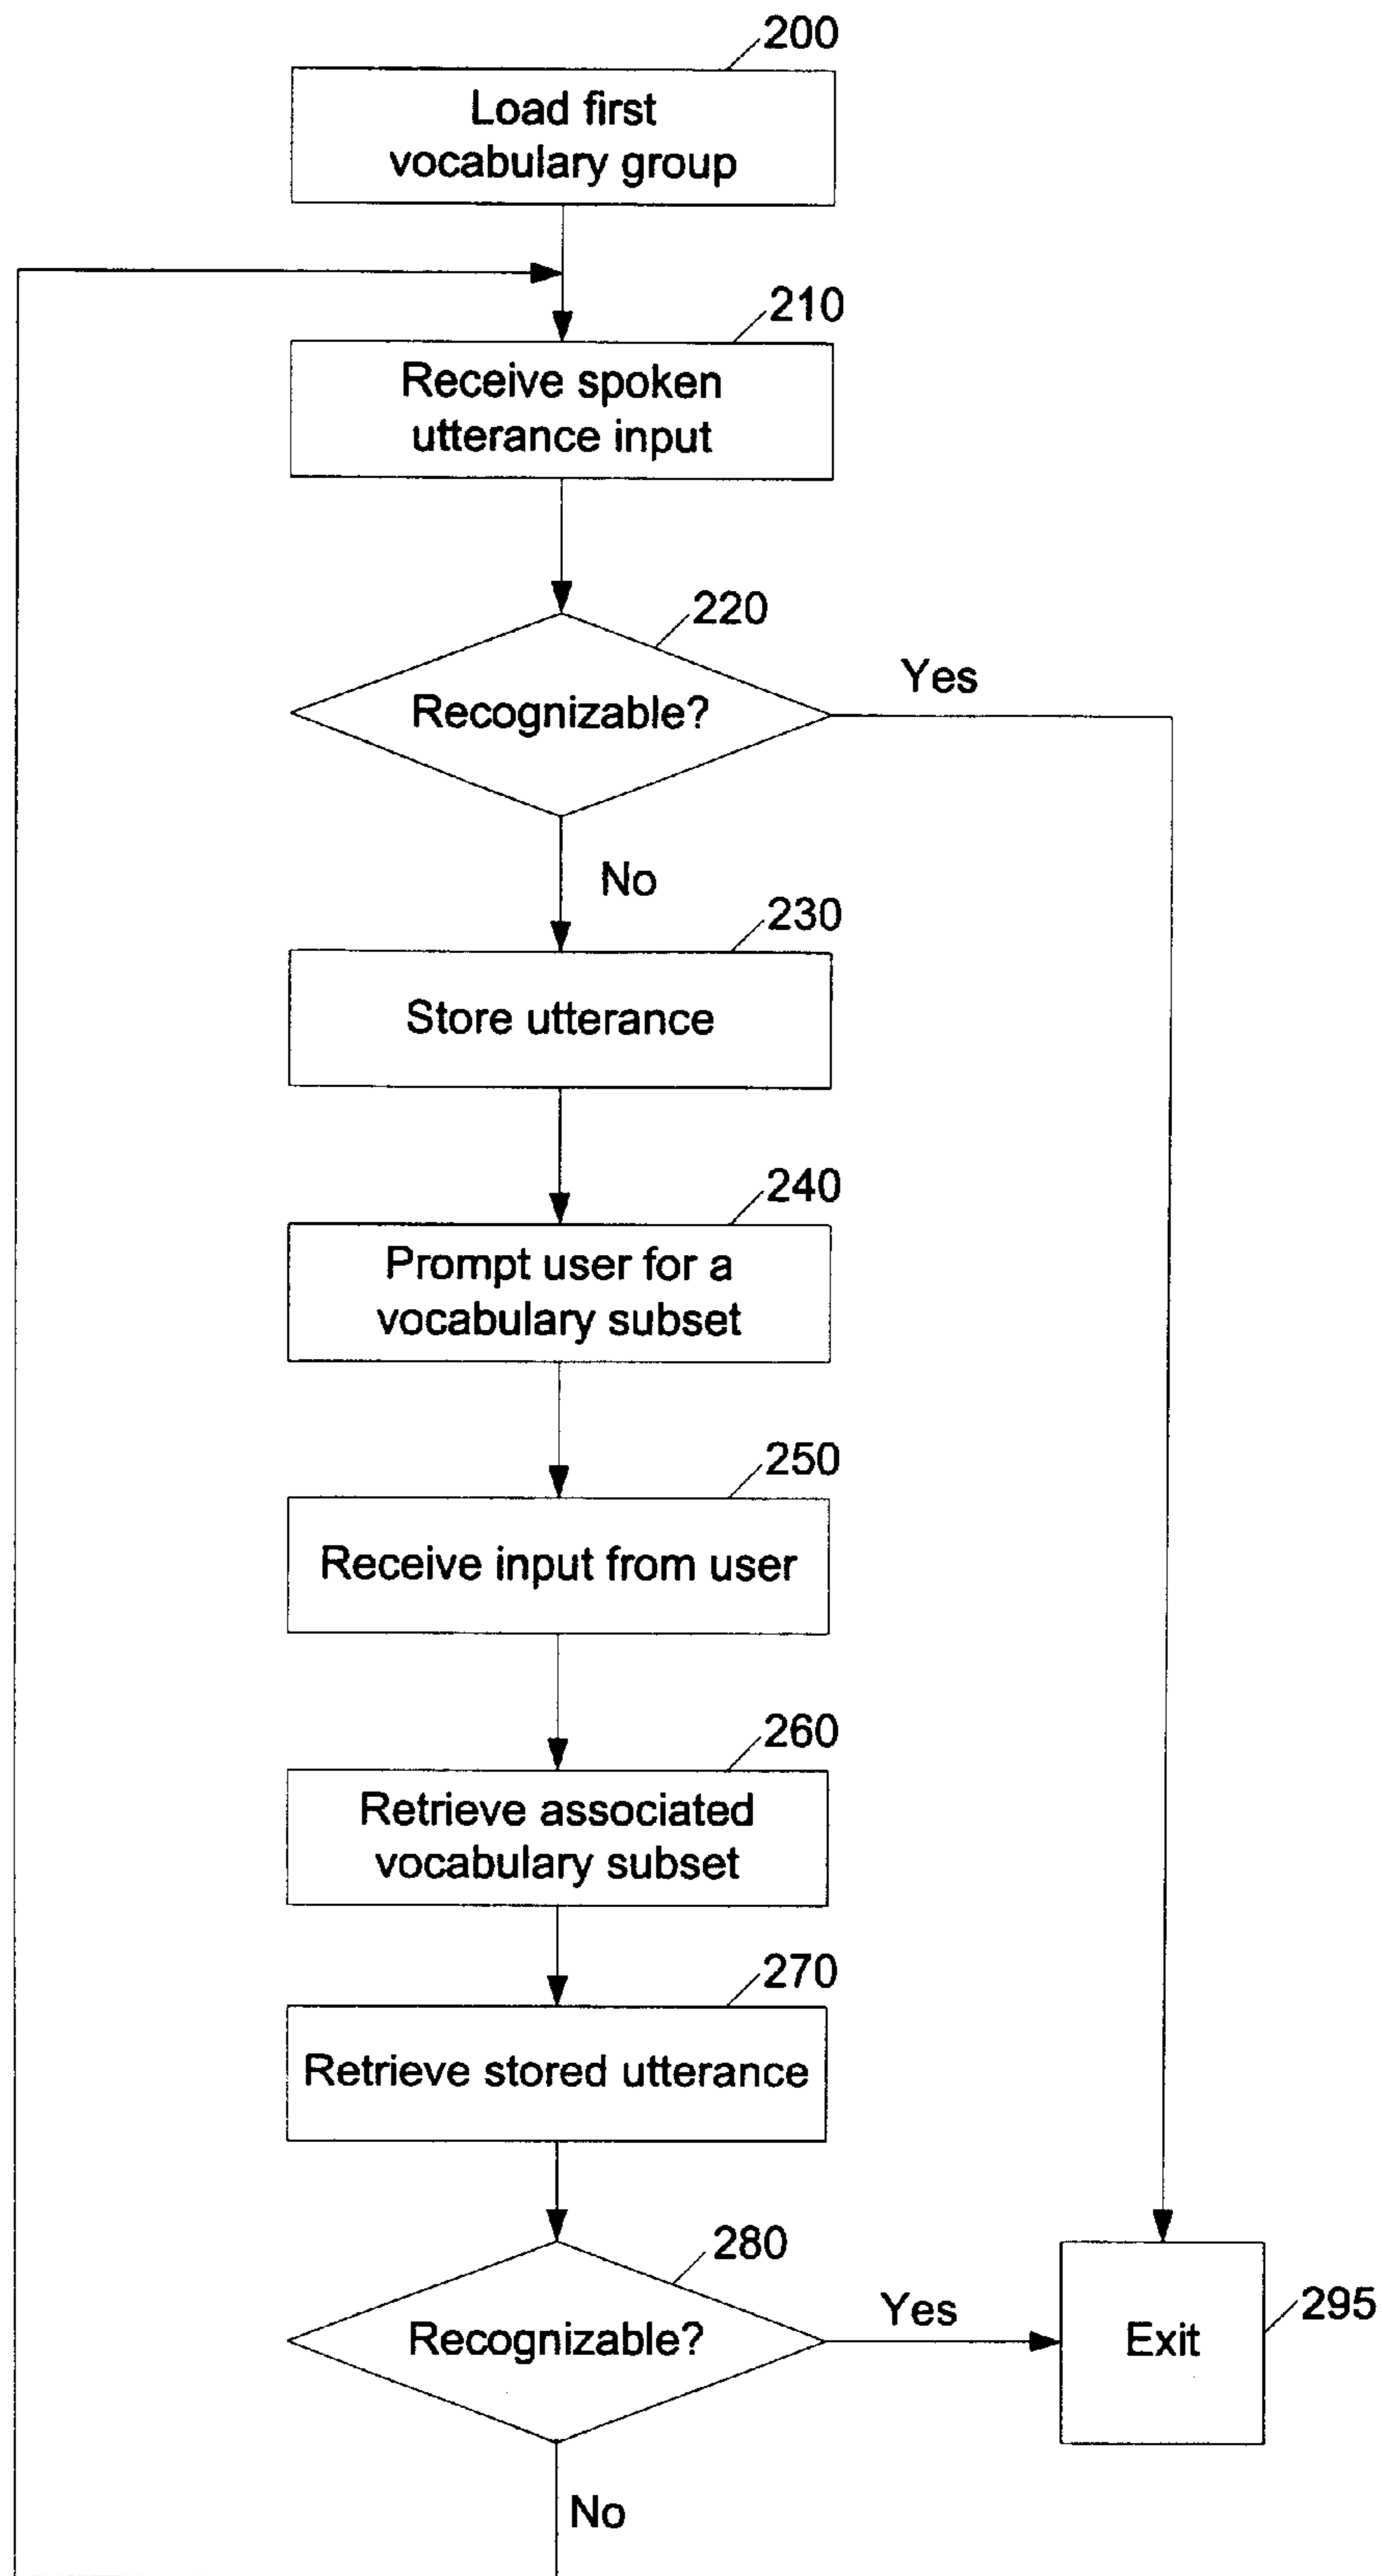 200
Load first
vocabulary group
210
Receive spoken
utterance input
220
Recognizable?
Yes
No
230
Store utterance
240
Prompt user for a
vocabulary subset
250
Receive input from user
260
Retrieve associated
vocabulary subset
270
Retrieve stored utterance
280
Recognizable?
Yes
Exit
295
No